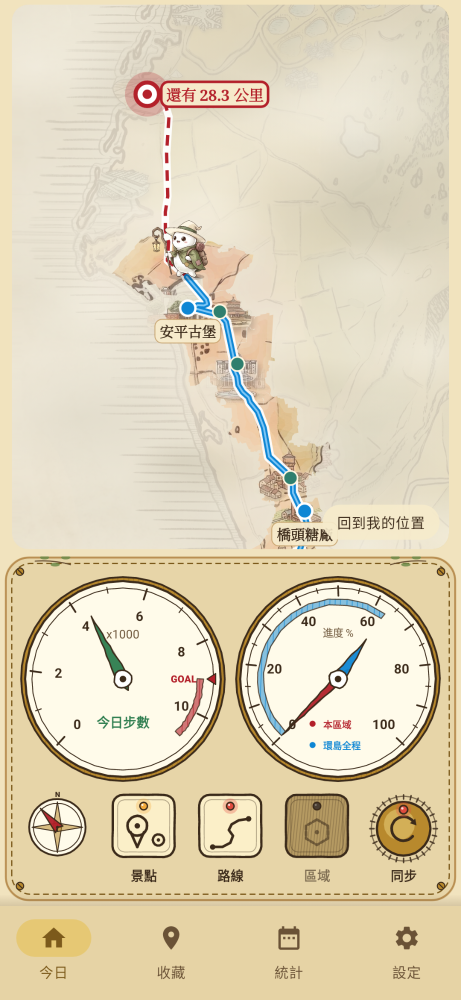 還有 28.3 公里
安平古堡
橋頭糖廠
回到我的位置
0
2
4
6
8
10
x1000
GOAL
今日步數
0
20
40
60
80
100
進度 %
本區域
環島全程
N
景點
路線
區域
同步
今日
收藏
統計
設定